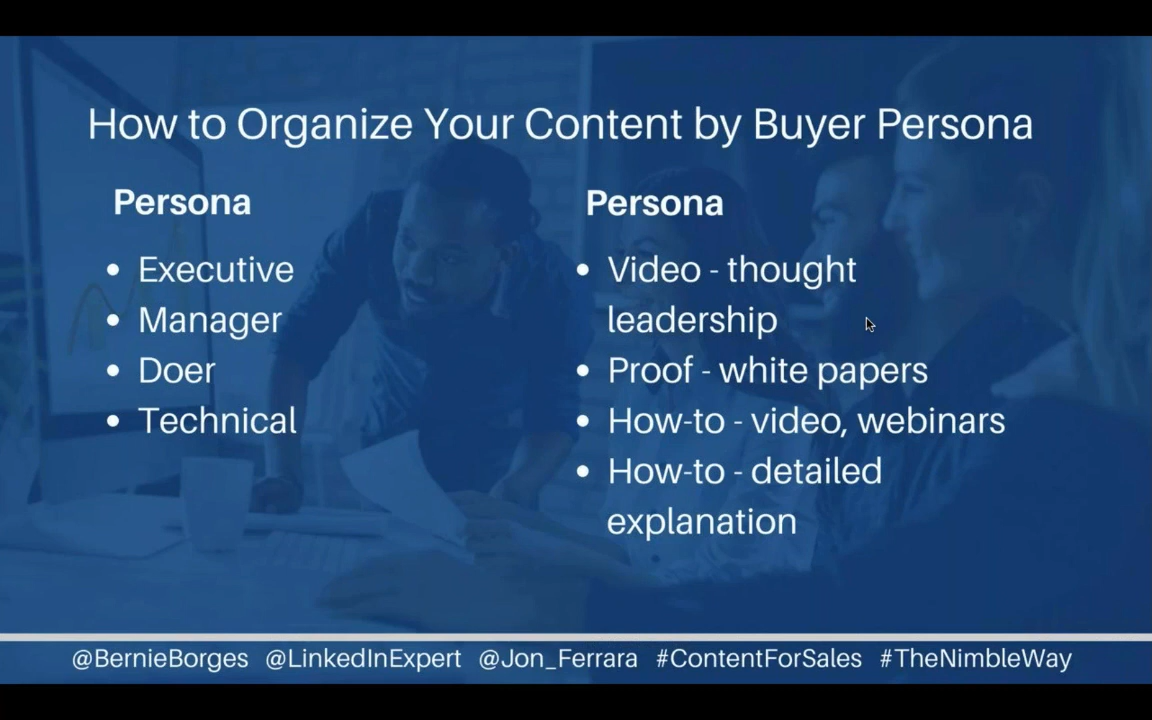 How to Organize Your Content by Buyer Persona
Persona
• Executive
• Manager
• Doer
• Technical
Persona
• Video - thought
leadership
• Proof - white papers
• How-to - video, webinars
• How-to - detailed
explanation
@BernieBorges @LinkedInExpert @Jon_Ferrara #ContentForSales #TheNimbleWay